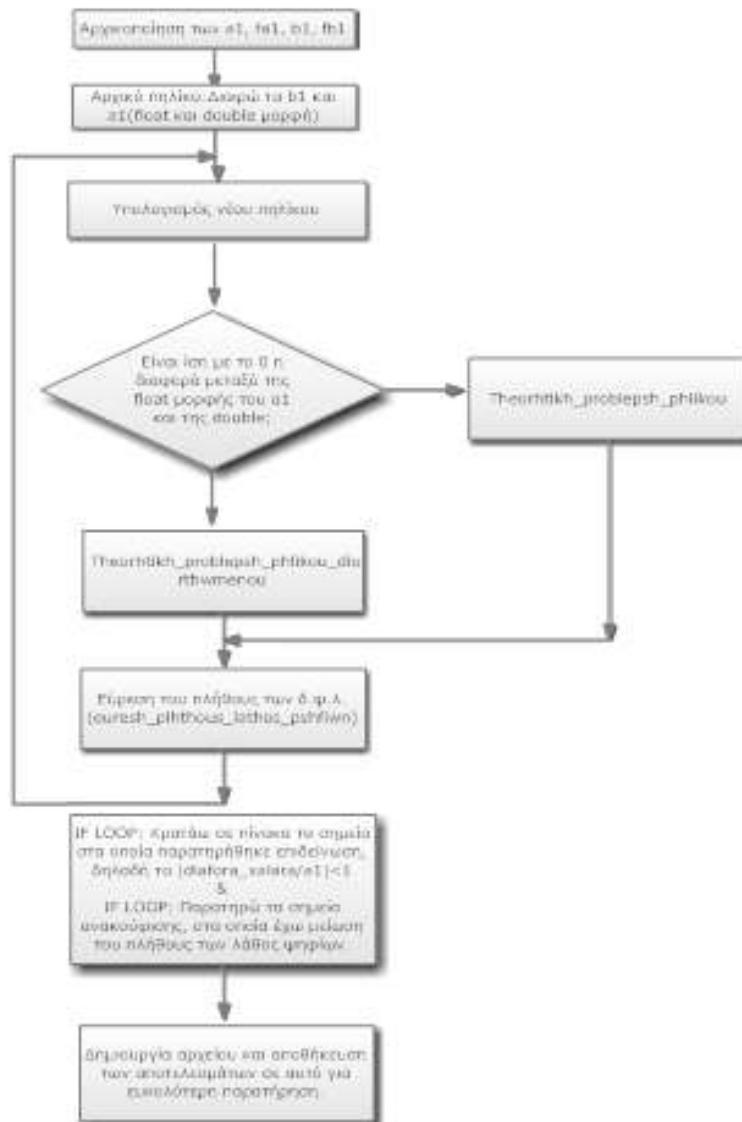 Αρχικοποίηση των a1, fa1, b1, fb1
Αρχικό πηλίκο: Διαιρώ τα b1 και
a1(float και double μορφή)
Υπολογισμός νέου πηλίκου
Είναι ίση με το 0 η
διαφορά μεταξύ της
float μορφής του a1
και της double;
Theorhtikh_problepsh_phlikou
Theorhtikh_problepsh_phlikou_dio
rthwmenou
Εύρεση του πλήθους των δ.ψ.λ.
(euresh_plhthous_lathos_pshfiwn)
IF LOOP: Κρατάω σε πίνακα τα σημεία
στα οποία παρατηρήθηκε επιδείνωση,
δηλαδή τα (diafora_xalara/a1)<1
&
IF LOOP: Παρατηρώ τα σημεία
ανακούφισης, στα οποία έχω μείωση
του πλήθους των λάθος ψηφίων
Δημιουργία αρχείου και αποθήκευση
των αποτελεσμάτων σε αυτό για
ευκολότερη παρατήρηση